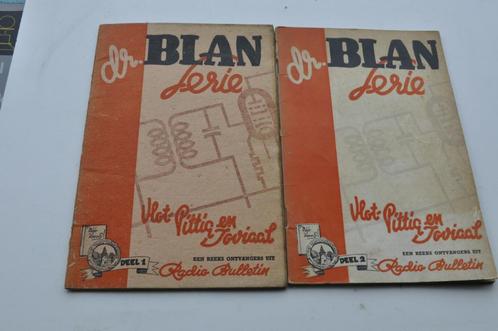 dr. BLAN
serie
Vlot-Pittig en
Joviaal
EEN REEKS ONTVANGERS UIT
DEEL 1
Radio Bulletin
dr. BLAN
serie
Vlot-Pittig en
Joviaal
EEN REEKS ONTVANGERS UIT
DEEL 2
Radio Bulletin